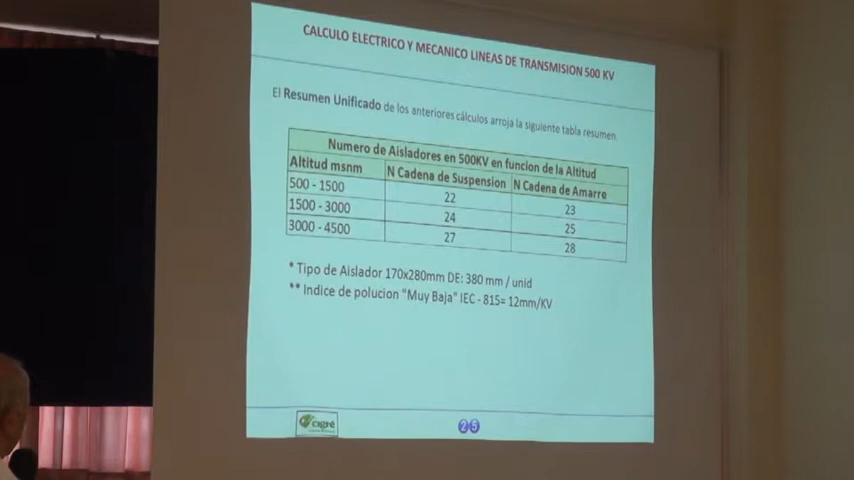 CALCULO ELECTRICO Y MECANICO LINEAS DE TRANSMISION 500 KV
El Resumen Unificado de los anteriores cálculos arroja la siguiente tabla resumen.
Numero de Aisladores en 500KV en funcion de la Altitud
Altitud msnm N Cadena de Suspension N Cadena de Amarre
500 - 1500 22 23
1500 - 3000 24 25
3000 - 4500 27 28
* Tipo de Aislador 170x280mm DE: 380 mm / unid
** Indice de polucion "Muy Baja" IEC - 815= 12mm/KV
cigré
25